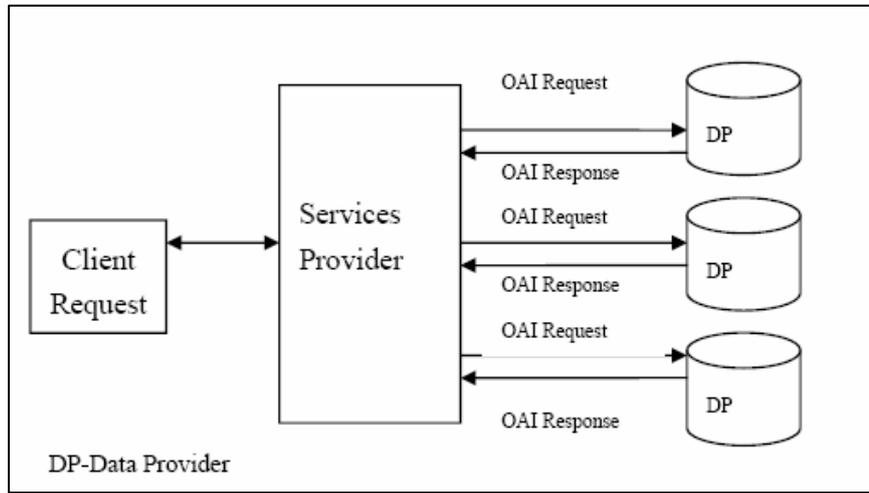 OAI Request
DP
OAI Response
Services
Provider
OAI Request
Client
Request
DP
OAI Response
OAI Request
DP
OAI Response
DP-Data Provider